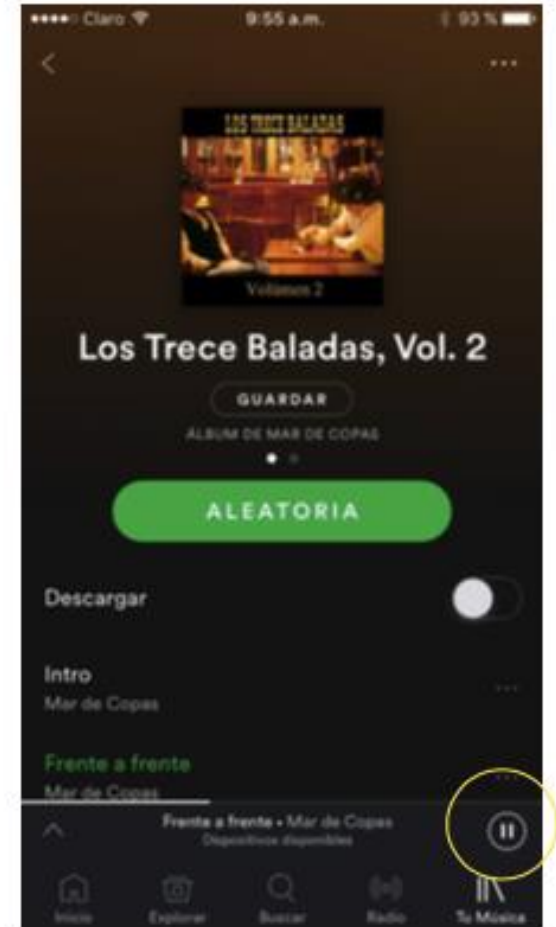 Claro
9:55 a.m.
93 %
LOS TRECE BALADAS
Volúmen 2
Los Trece Baladas, Vol. 2
GUARDAR
ÁLBUM DE MAR DE COPAS
ALEATORIA
Descargar
Intro
Mar de Copas
Frente a frente
Mar de Copas
Frente a frente • Mar de Copas
Dispositivos disponibles
Inicio
Explorar
Buscar
Radio
Tu Música